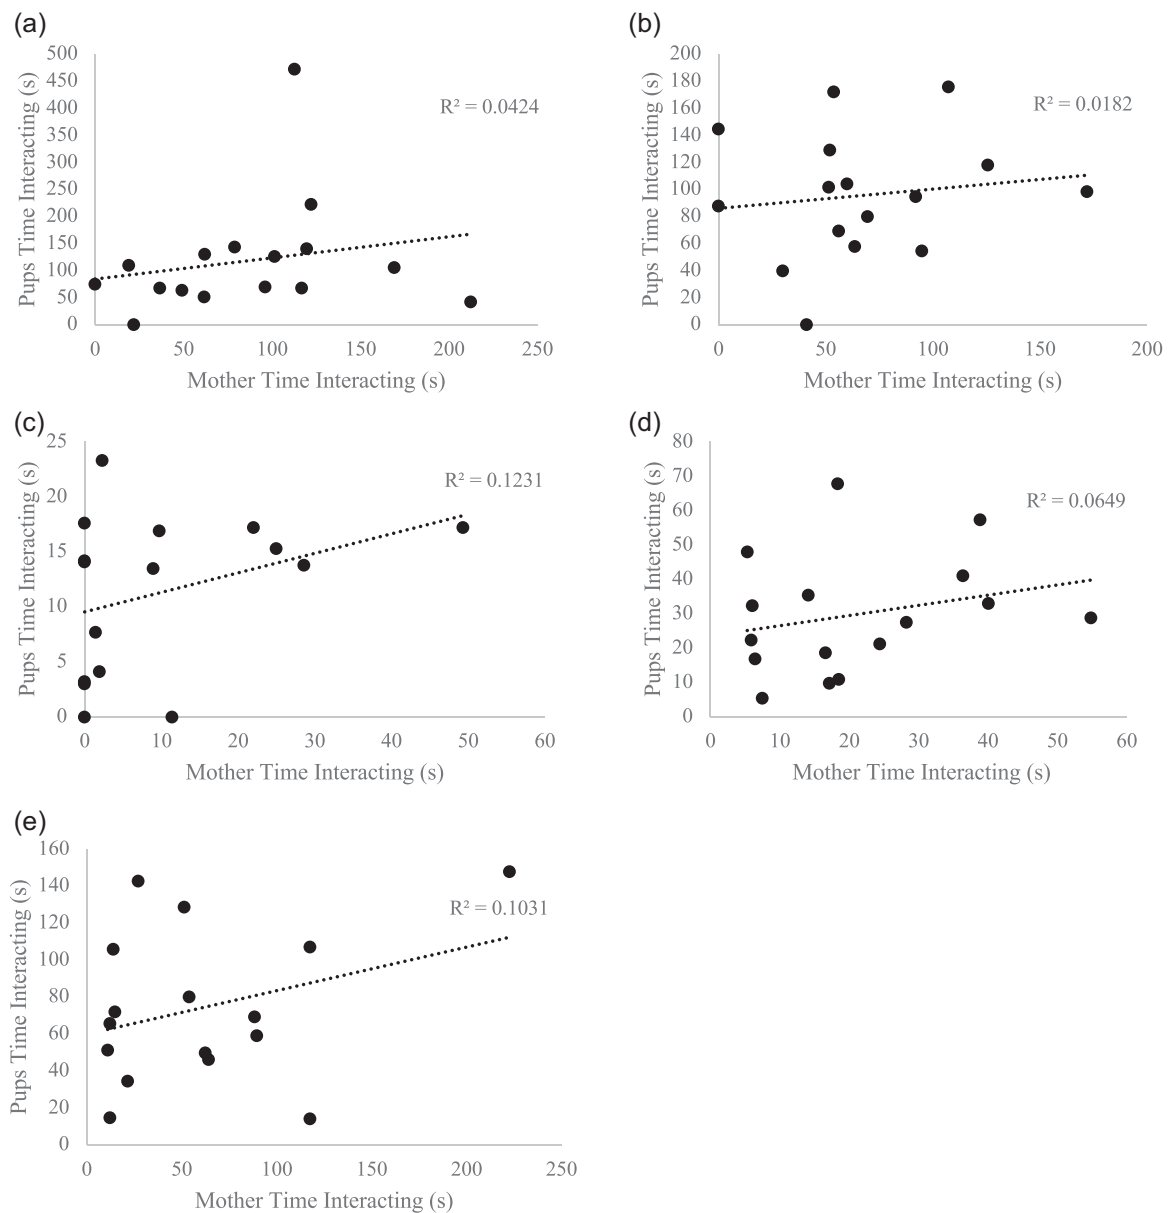 (a)
500
450
400
350
300
250
200
150
100
50
0
Pups Time Interacting (s)
R² = 0.0424
0 50 100 150 200 250
Mother Time Interacting (s)
(b)
200
180
160
140
120
100
80
60
40
20
0
Pups Time Interacting (s)
R² = 0.0182
0 50 100 150 200
Mother Time Interacting (s)
(c)
25
20
15
10
5
0
Pups Time Interacting (s)
R² = 0.1231
0 10 20 30 40 50 60
Mother Time Interacting (s)
(d)
80
70
60
50
40
30
20
10
0
Pups Time Interacting (s)
R² = 0.0649
0 10 20 30 40 50 60
Mother Time Interacting (s)
(e)
160
140
120
100
80
60
40
20
0
Pups Time Interacting (s)
R² = 0.1031
0 50 100 150 200 250
Mother Time Interacting (s)